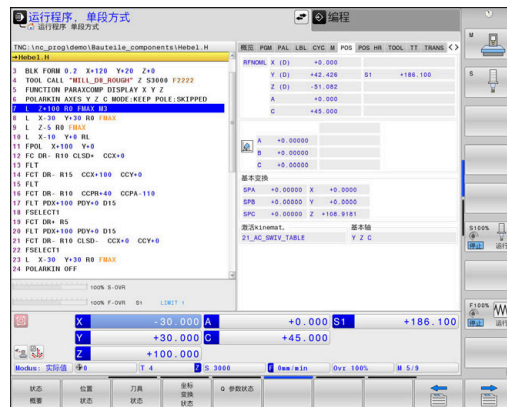 运行程序，单段方式
运行程序 单段方式
编程
TNC:\nc_prog\demo\Bauteile_components\Hebel.H
→Hebel.H
3 BLK FORM 0.2 X+120 Y+20 Z+0
4 TOOL CALL "MILL_D8_ROUGH" Z S3000 F2222
5 FUNCTION PARAXCOMP DISPLAY X Y Z
6 POLARKIN AXES Y Z C MODE:KEEP POLE:SKIPPED
7 L Z+100 R0 FMAX M3
8 L X-30 Y+30 R0 FMAX
9 L Z-5 R0 FMAX
10 L X-10 Y+0 RL
11 FPOL X+100 Y+0
12 FC DR- R10 CLSD+ CCX+0
13 FLT
14 FCT DR- R15 CCX+100 CCY+0
15 FLT
16 FCT DR- R10 CCPR+40 CCPA-110
17 FLT PDX+100 PDY+0 D15
18 FSELECT1
19 FCT DR+ R5
20 FLT PDX+100 PDY+0 D15
21 FCT DR- R10 CLSD- CCX+0 CCY+0
22 FSELECT1
23 L X-30 Y+30 R0 FMAX
24 POLARKIN OFF
100% S-OVR
100% F-OVR S1 LIMIT 1
概览 PGM PAL LBL CYC M POS POS HR TOOL TT TRANS
RFNOML X (D) +0.000
Y (D) +42.426 S1 +186.100
Z (D) -51.082
A +0.000
C +45.000
A +0.00000
B +0.00000
C +0.00000
基本变换
SPA +0.00000 X +0.0000
SPB +0.00000 Y +0.0000
SPC +0.00000 Z +108.9161
激活kinemat. 基本轴
21_AC_SWIV_TABLE Y Z C
X -30.000 A +0.000 S1 +186.100
Y +30.000 C +45.000
Z +100.000
Modus: 实际值 0 T 4 Z S 3000 F 0mm/min Ovr 100% M 5/9
状态 概要
位置 状态
刀具 状态
坐标 变换 状态
Q 参数状态
M
S
S100%
停止 运行
F100%
停止 运行